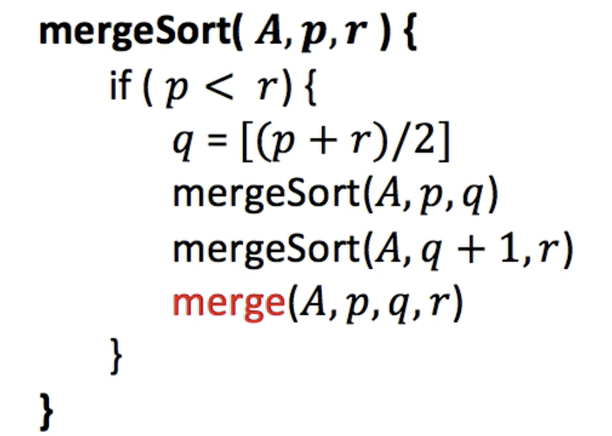 mergeSort( A, p, r ) {
if ( p < r) {
q = [(p + r)/2]
mergeSort(A, p, q)
mergeSort(A, q + 1, r)
merge(A, p, q, r)
}
}